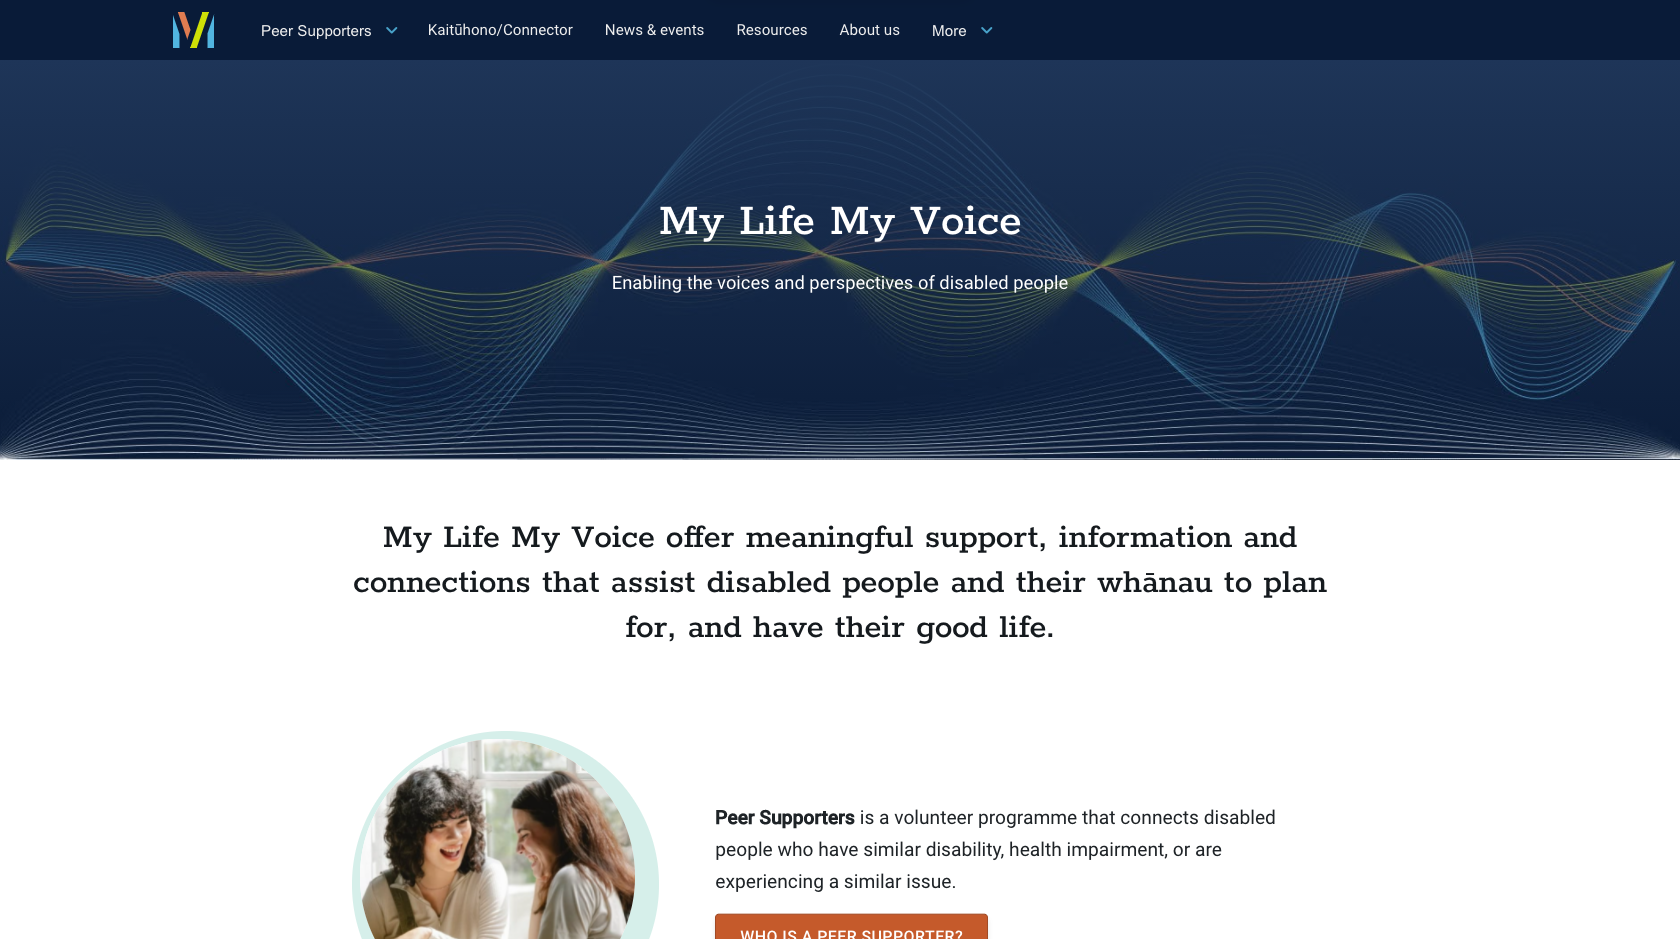 Peer Supporters
Kaitūhono/Connector
News & events
Resources
About us
More
My Life My Voice
Enabling the voices and perspectives of disabled people
My Life My Voice offer meaningful support, information and
connections that assist disabled people and their whānau to plan
for, and have their good life.
Peer Supporters is a volunteer programme that connects disabled
people who have similar disability, health impairment, or are
experiencing a similar issue.
WHO IS A PEER SUPPORTER?